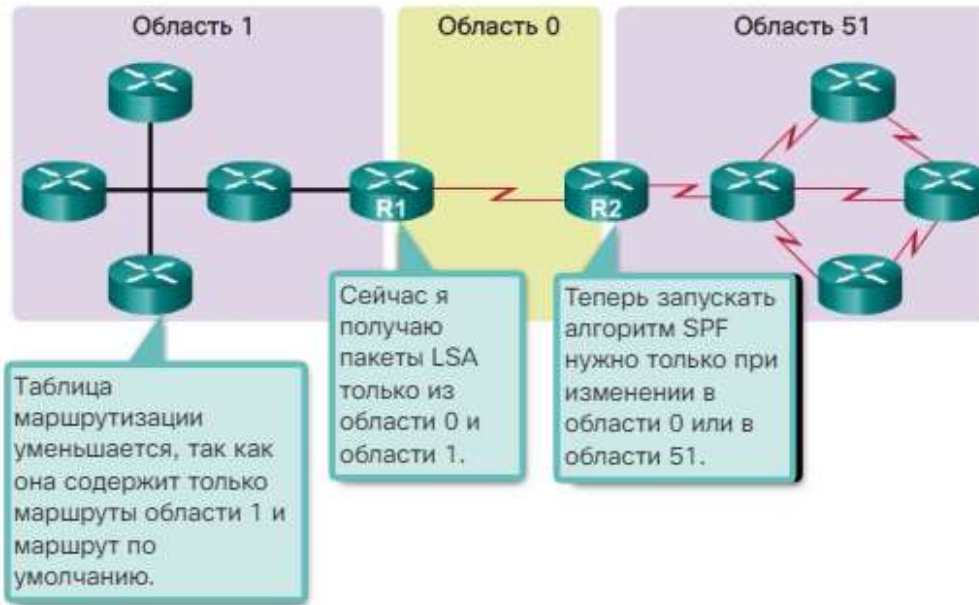 Область 1
Область 0
Область 51
R1
R2
Сейчас я
получаю
пакеты LSA
только из
области 0 и
области 1.
Теперь запускать
алгоритм SPF
нужно только при
изменении в
области 0 или в
области 51.
Таблица
маршрутизации
уменьшается, так как
она содержит только
маршруты области 1 и
маршрут по
умолчанию.